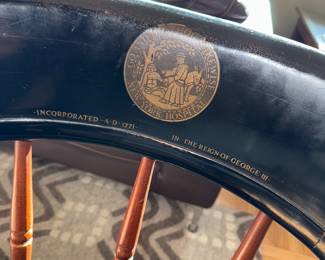 NEW YORK HOSPITAL
-INCORPORATED-A·D·1771-
IN-THE REIGN OF GEORGE III.